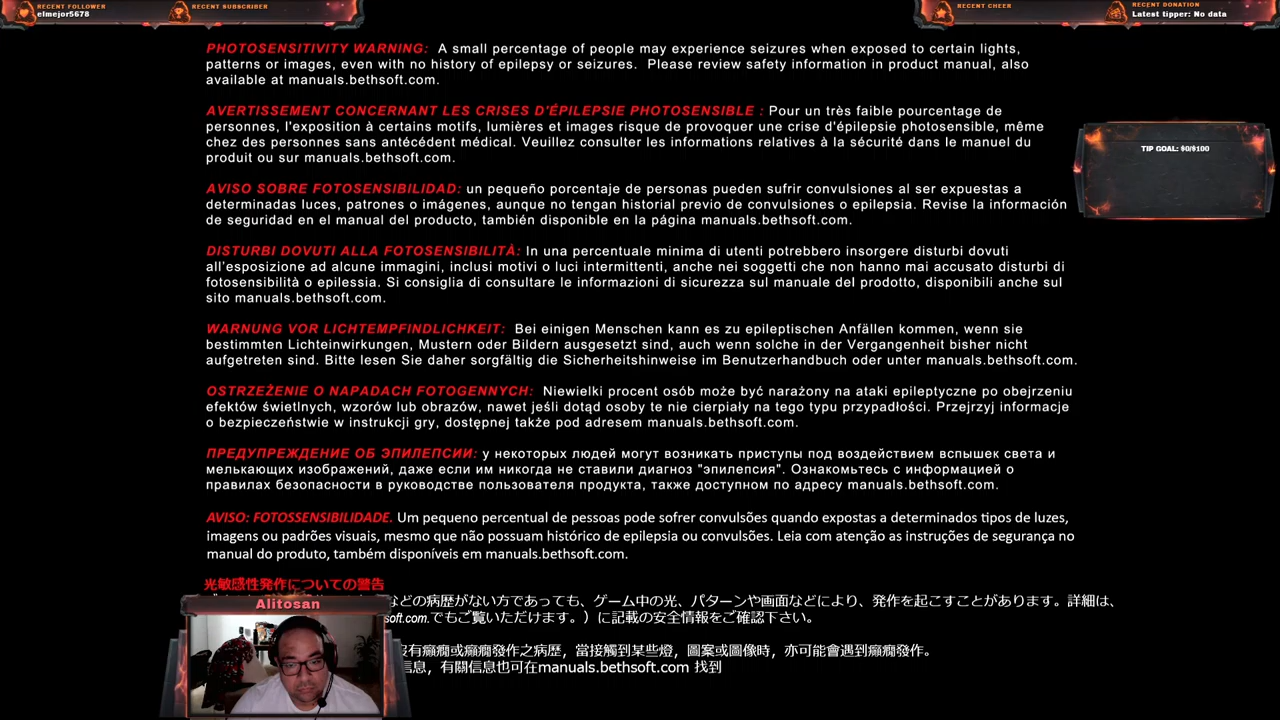 RECENT FOLLOWER
elmejor5678
RECENT SUBSCRIBER
RECENT CHEER
RECENT DONATION
Latest tipper: No data
PHOTOSENSITIVITY WARNING: A small percentage of people may experience seizures when exposed to certain lights,
patterns or images, even with no history of epilepsy or seizures. Please review safety information in product manual, also
available at manuals.bethsoft.com.
AVERTISSEMENT CONCERNANT LES CRISES D'ÉPILEPSIE PHOTOSENSIBLE : Pour un très faible pourcentage de
personnes, l'exposition à certains motifs, lumières et images risque de provoquer une crise d'épilepsie photosensible, même
chez des personnes sans antécédent médical. Veuillez consulter les informations relatives à la sécurité dans le manuel du
produit ou sur manuals.bethsoft.com.
TIP GOAL: $0/$100
AVISO SOBRE FOTOSENSIBILIDAD: un pequeño porcentaje de personas pueden sufrir convulsiones al ser expuestas a
determinadas luces, patrones o imágenes, aunque no tengan historial previo de convulsiones o epilepsia. Revise la información
de seguridad en el manual del producto, también disponible en la página manuals.bethsoft.com.
DISTURBI DOVUTI ALLA FOTOSENSIBILITÀ: In una percentuale minima di utenti potrebbero insorgere disturbi dovuti
all'esposizione ad alcune immagini, inclusi motivi o luci intermittenti, anche nei soggetti che non hanno mai accusato disturbi di
fotosensibilità o epilessia. Si consiglia di consultare le informazioni di sicurezza sul manuale del prodotto, disponibili anche sul
sito manuals.bethsoft.com.
WARNUNG VOR LICHTEMPFINDLICHKEIT: Bei einigen Menschen kann es zu epileptischen Anfällen kommen, wenn sie
bestimmten Lichteinwirkungen, Mustern oder Bildern ausgesetzt sind, auch wenn solche in der Vergangenheit bisher nicht
aufgetreten sind. Bitte lesen Sie daher sorgfältig die Sicherheitshinweise im Benutzerhandbuch oder unter manuals.bethsoft.com.
OSTRZEŻENIE O NAPADACH FOTOGENNYCH: Niewielki procent osób może być narażony na ataki epileptyczne po obejrzeniu
efektów świetlnych, wzorów lub obrazów, nawet jeśli dotąd osoby te nie cierpiały na tego typu przypadłości. Przejrzyj informacje
o bezpieczeństwie w instrukcji gry, dostępnej także pod adresem manuals.bethsoft.com.
ПРЕДУПРЕЖДЕНИЕ ОБ ЭПИЛЕПСИИ: у некоторых людей могут возникать приступы под воздействием вспышек света и
мелькающих изображений, даже если им никогда не ставили диагноз "эпилепсия". Ознакомьтесь с информацией о
правилах безопасности в руководстве пользователя продукта, также доступном по адресу manuals.bethsoft.com.
AVISO: FOTOSSENSIBILIDADE. Um pequeno percentual de pessoas pode sofrer convulsões quando expostas a determinados tipos de luzes,
imagens ou padrões visuais, mesmo que não possuam histórico de epilepsia ou convulsões. Leia com atenção as instruções de segurança no
manual do produto, também disponíveis em manuals.bethsoft.com.
光敏感性発作についての警告
などの病歴がない方であっても、ゲーム中の光、パターンや画面などにより、発作を起こすことがあります。詳細は、
soft.com.でもご覧いただけます。）に記載の安全情報をご確認下さい。
Alitosan
沒有癲癇或癲癇發作之病歷，當接觸到某些燈，圖案或圖像時，亦可能會遇到癲癇發作。
信息，有關信息也可在manuals.bethsoft.com 找到